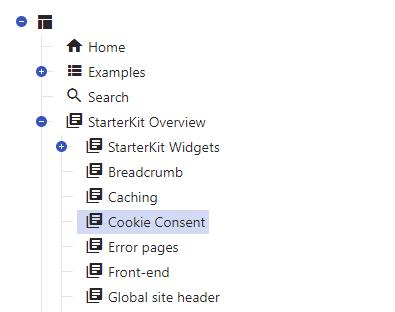 Home
Examples
Search
StarterKit Overview
StarterKit Widgets
Breadcrumb
Caching
Cookie Consent
Error pages
Front-end
Global site header